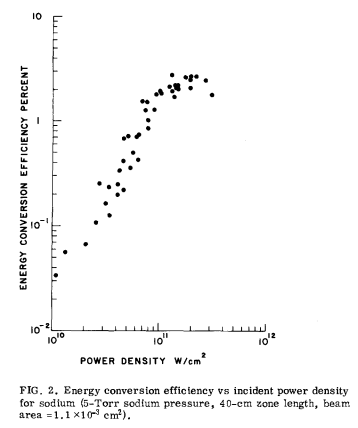 10
1
10⁻¹
10⁻²
ENERGY CONVERSION EFFICIENCY PERCENT
10¹⁰
10¹¹
10¹²
POWER DENSITY W/cm²
FIG. 2. Energy conversion efficiency vs incident power density
for sodium (5-Torr sodium pressure, 40-cm zone length, beam
area = 1.1 ×10⁻³ cm²).